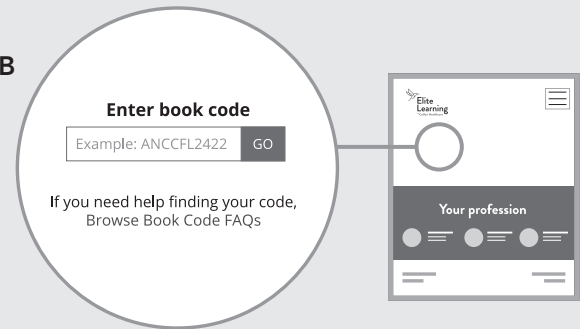 B
Enter book code
Example: ANCCFL2422 GO
If you need help finding your code,
Browse Book Code FAQs
Elite
Learning
Your profession